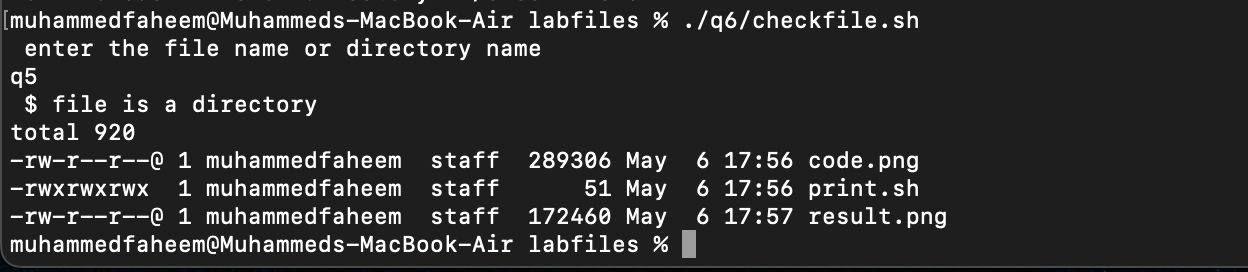 [muhammedfaheem@Muhammeds-MacBook-Air labfiles % ./q6/checkfile.sh
 enter the file name or directory name
q5
 $ file is a directory
total 920
-rw-r--r--@ 1 muhammedfaheem  staff  289306 May  6 17:56 code.png
-rwxrwxrwx  1 muhammedfaheem  staff      51 May  6 17:56 print.sh
-rw-r--r--@ 1 muhammedfaheem  staff  172460 May  6 17:57 result.png
muhammedfaheem@Muhammeds-MacBook-Air labfiles %